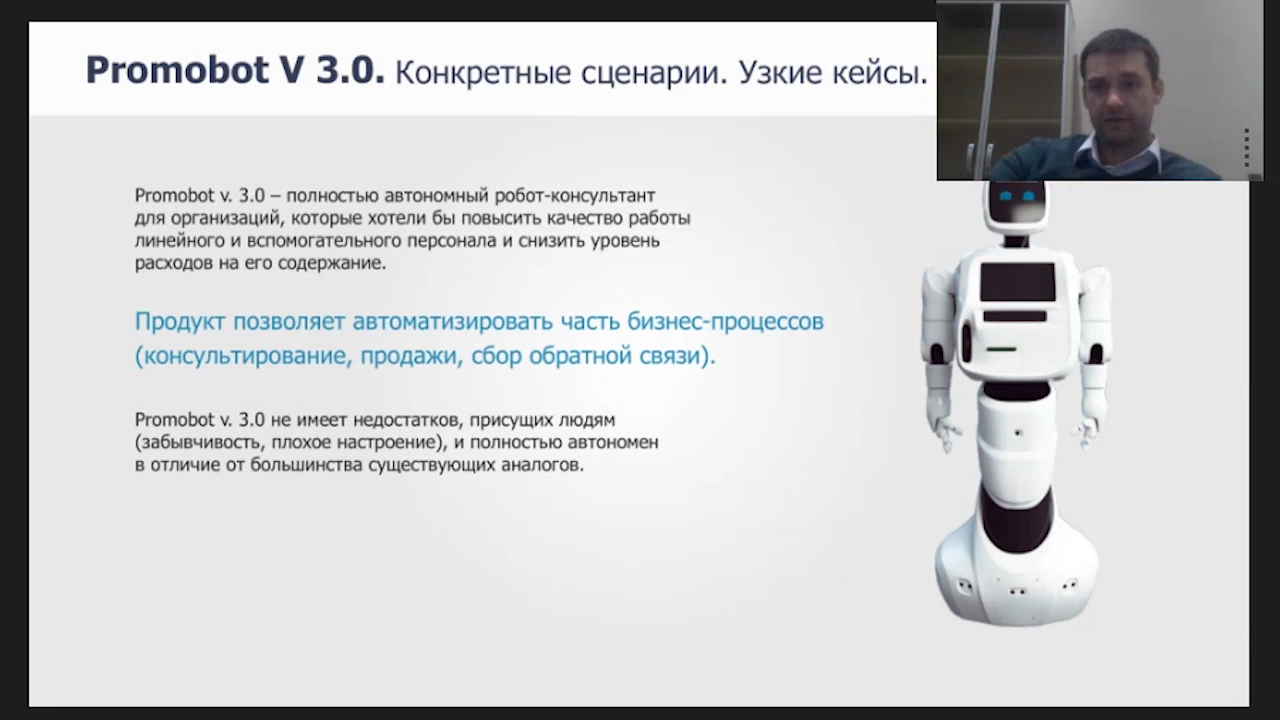 Promobot V 3.0. Конкретные сценарии. Узкие кейсы.
Promobot v. 3.0 – полностью автономный робот-консультант
для организаций, которые хотели бы повысить качество работы
линейного и вспомогательного персонала и снизить уровень
расходов на его содержание.
Продукт позволяет автоматизировать часть бизнес-процессов
(консультирование, продажи, сбор обратной связи).
Promobot v. 3.0 не имеет недостатков, присущих людям
(забывчивость, плохое настроение), и полностью автономен
в отличие от большинства существующих аналогов.